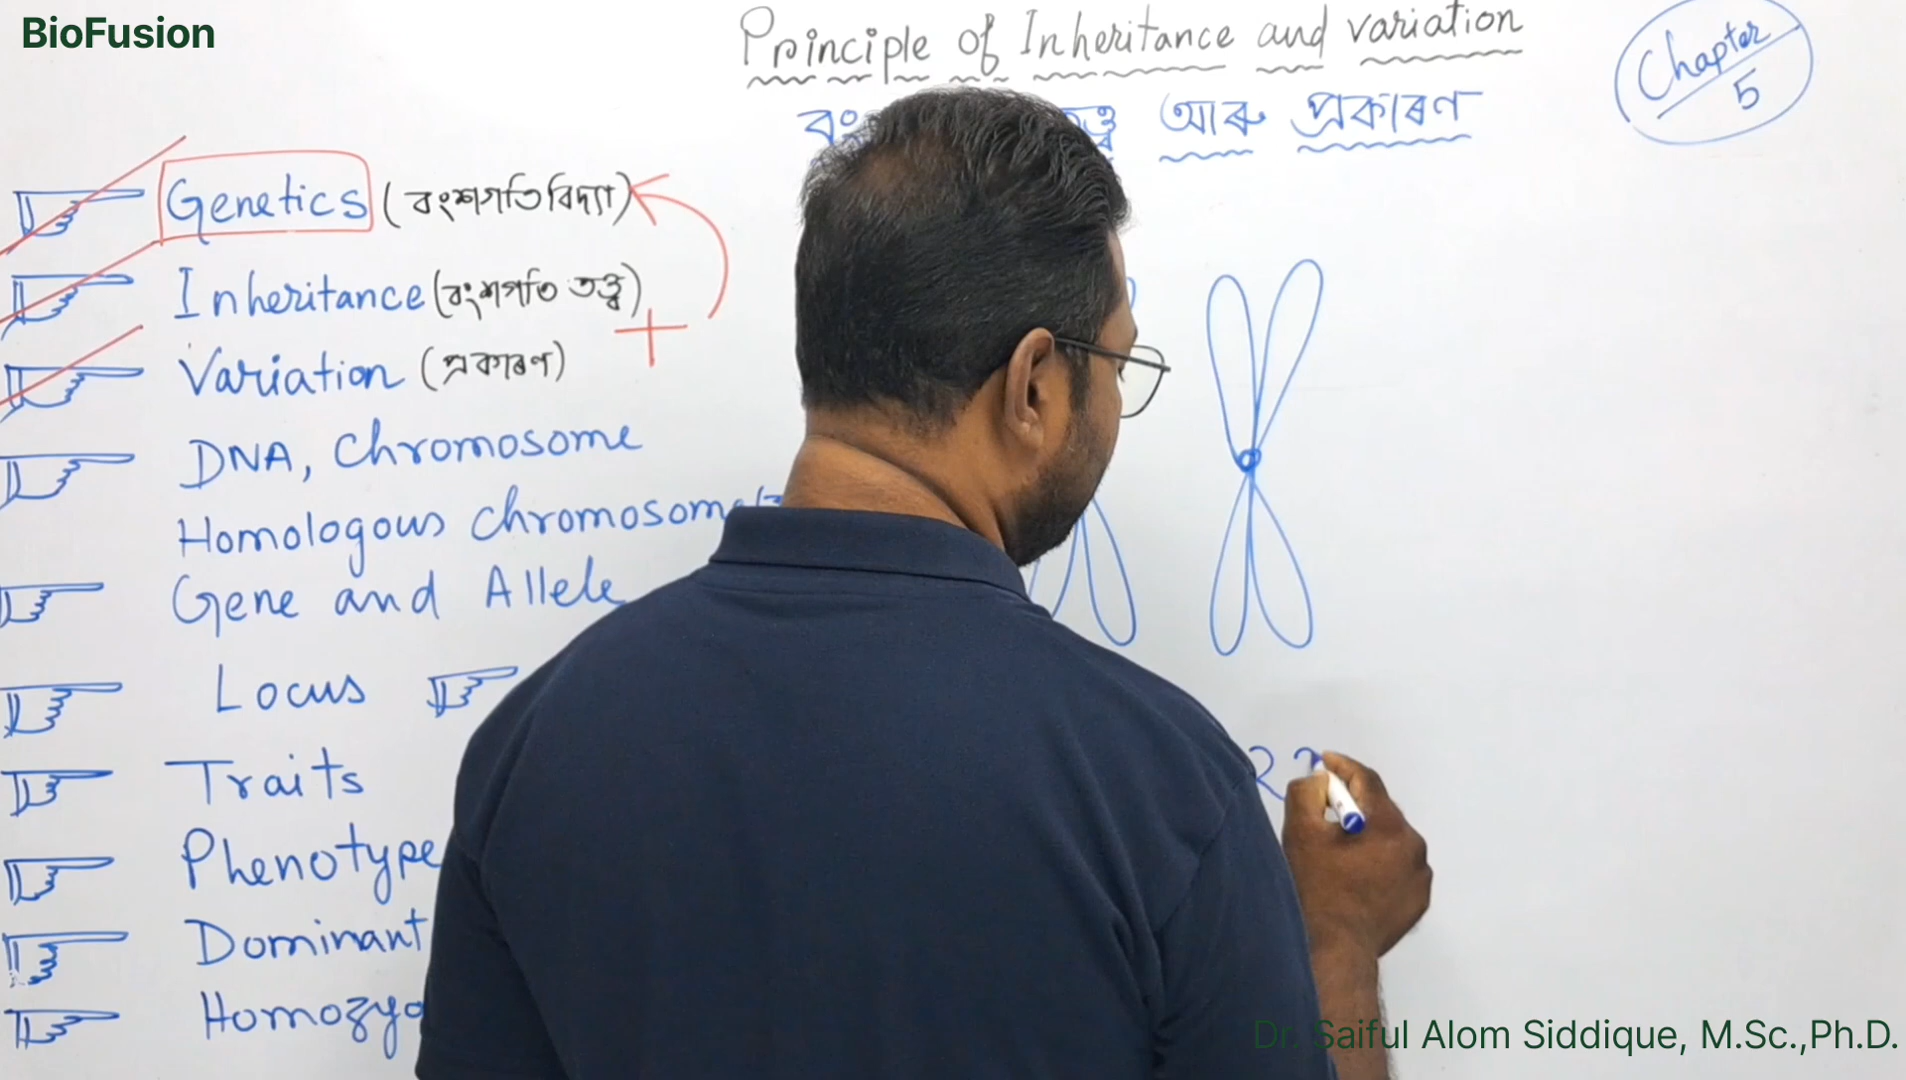 BioFusion
Principle of Inheritance and variation
আৰু প্ৰকাৰণ
Chapter 5
Genetics (বংশগতিবিদ্যা)
Inheritance (বংশগতি তত্ত্ব)
+
Variation (প্ৰকাৰণ)
DNA, Chromosome
Homologous chromosome
Gene and Allele
Locus
Traits
Phenotype
Dominant
Dr. Saiful Alom Siddique, M.Sc.,Ph.D.